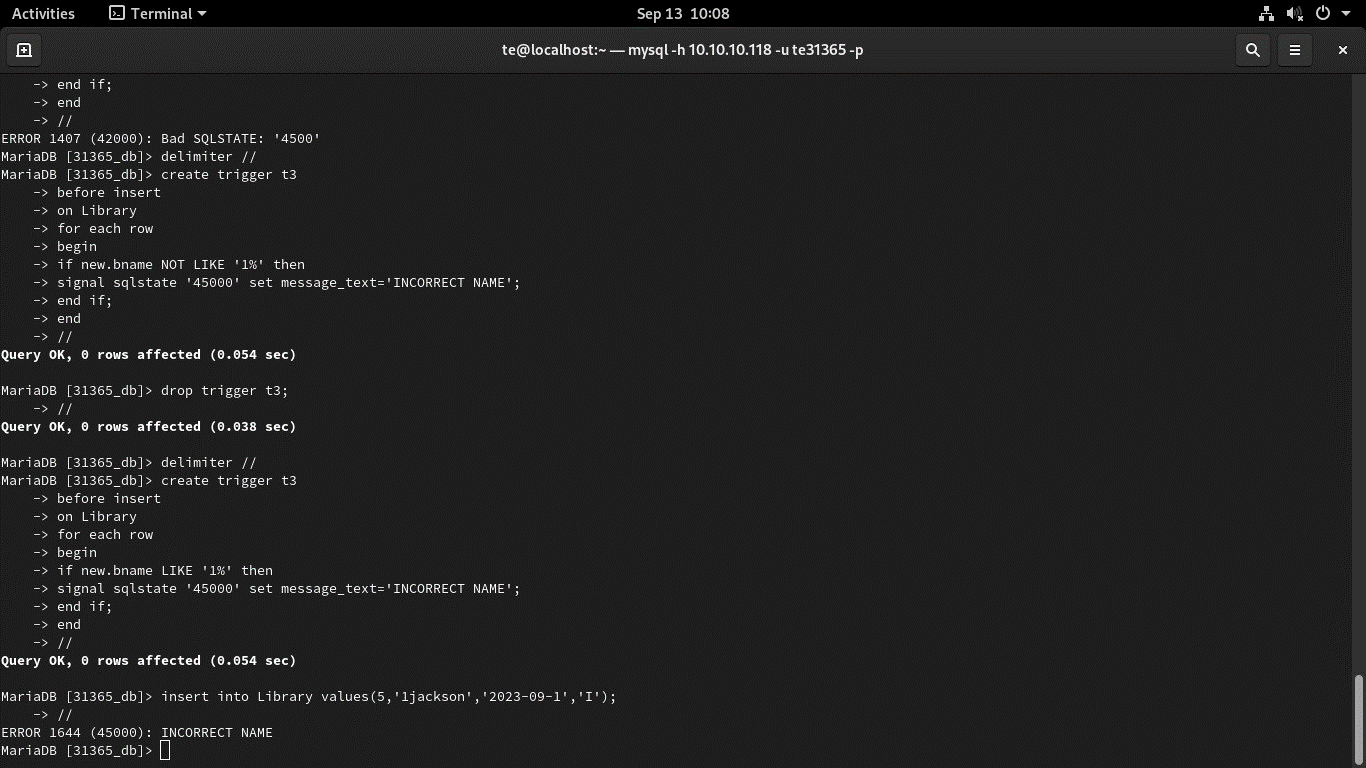 Activities Terminal Sep 13 10:08
te@localhost:~ — mysql -h 10.10.10.118 -u te31365 -p
-> end if;
-> end
-> //
ERROR 1407 (42000): Bad SQLSTATE: '4500'
MariaDB [31365_db]> delimiter //
MariaDB [31365_db]> create trigger t3
-> before insert
-> on Library
-> for each row
-> begin
-> if new.bname NOT LIKE '1%' then
-> signal sqlstate '45000' set message_text='INCORRECT NAME';
-> end if;
-> end
-> //
Query OK, 0 rows affected (0.054 sec)
MariaDB [31365_db]> drop trigger t3;
-> //
Query OK, 0 rows affected (0.038 sec)
MariaDB [31365_db]> delimiter //
MariaDB [31365_db]> create trigger t3
-> before insert
-> on Library
-> for each row
-> begin
-> if new.bname LIKE '1%' then
-> signal sqlstate '45000' set message_text='INCORRECT NAME';
-> end if;
-> end
-> //
Query OK, 0 rows affected (0.054 sec)
MariaDB [31365_db]> insert into Library values(5,'1jackson','2023-09-1','I');
-> //
ERROR 1644 (45000): INCORRECT NAME
MariaDB [31365_db]>